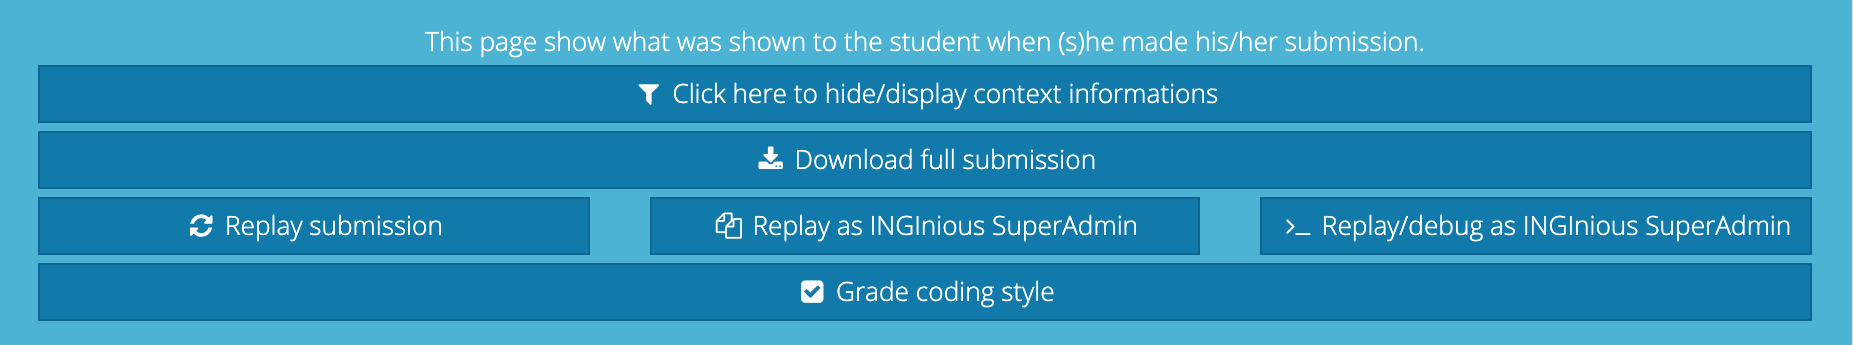 This page show what was shown to the student when (s)he made his/her submission.
Click here to hide/display context informations
Download full submission
Replay submission
Replay as INGInious SuperAdmin
Replay/debug as INGInious SuperAdmin
Grade coding style